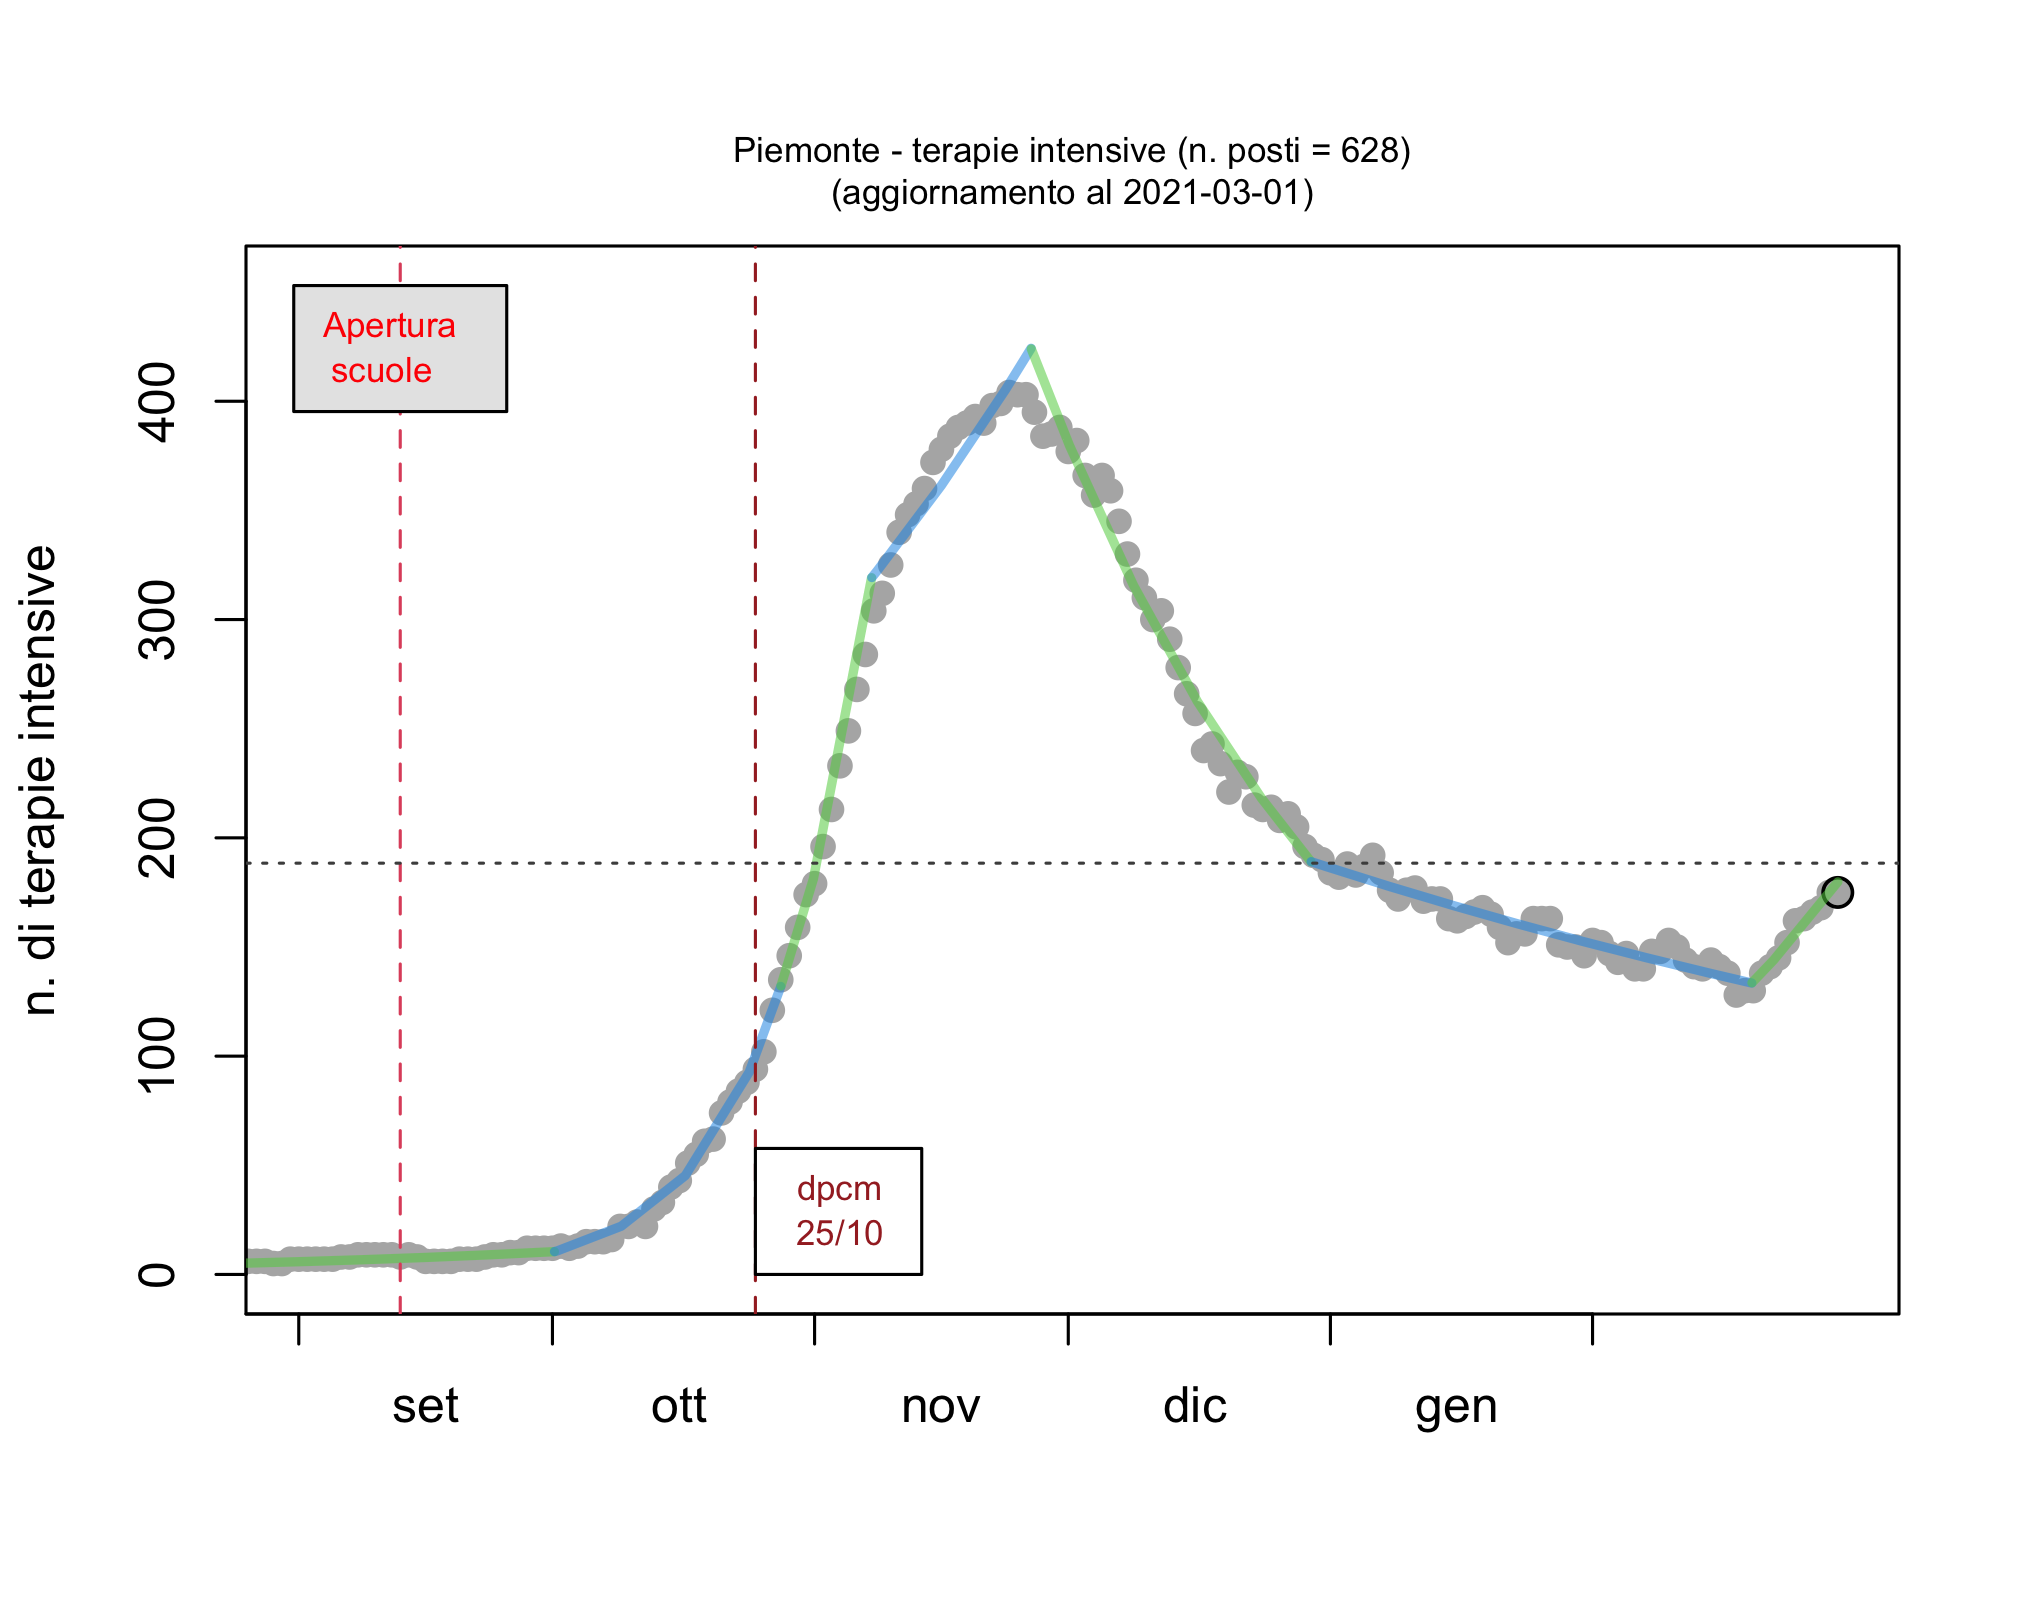 Piemonte - terapie intensive (n. posti = 628)
(aggiornamento al 2021-03-01)
Apertura
scuole
n. di terapie intensive
400
300
200
100
0
dpcm
25/10
set ott nov dic gen